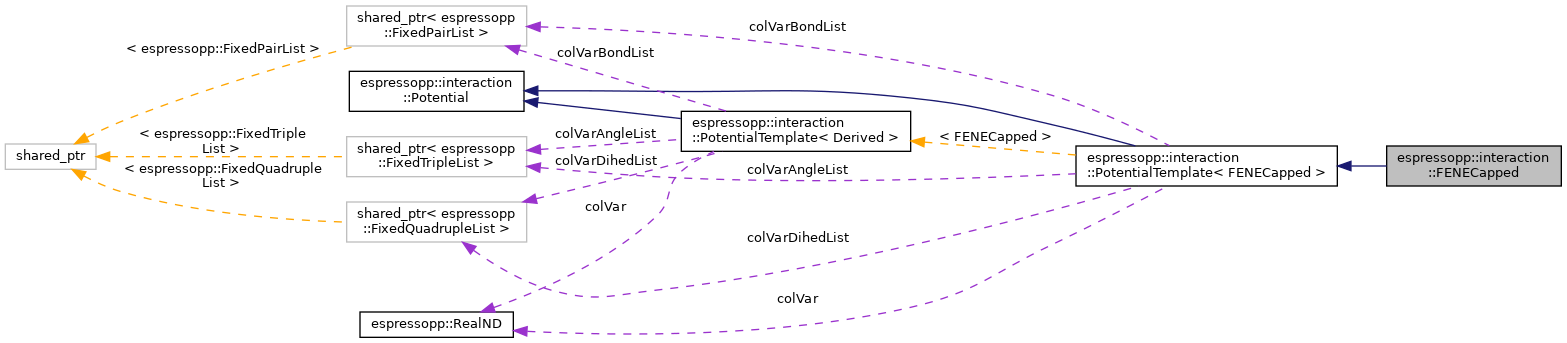 shared_ptr< espressopp
::FixedPairList >
colVarBondList
< espressopp::FixedPairList >
colVarBondList
espressopp::interaction
::Potential
espressopp::interaction
::PotentialTemplate< Derived >
< espressopp::FixedTriple
List >
shared_ptr
shared_ptr< espressopp
::FixedTripleList >
colVarAngleList
< FENECapped >
colVarDihedList
colVarAngleList
espressopp::interaction
::PotentialTemplate< FENECapped >
espressopp::interaction
::FENECapped
< espressopp::FixedQuadruple
List >
shared_ptr< espressopp
::FixedQuadrupleList >
colVar
colVarDihedList
colVar
espressopp::RealND